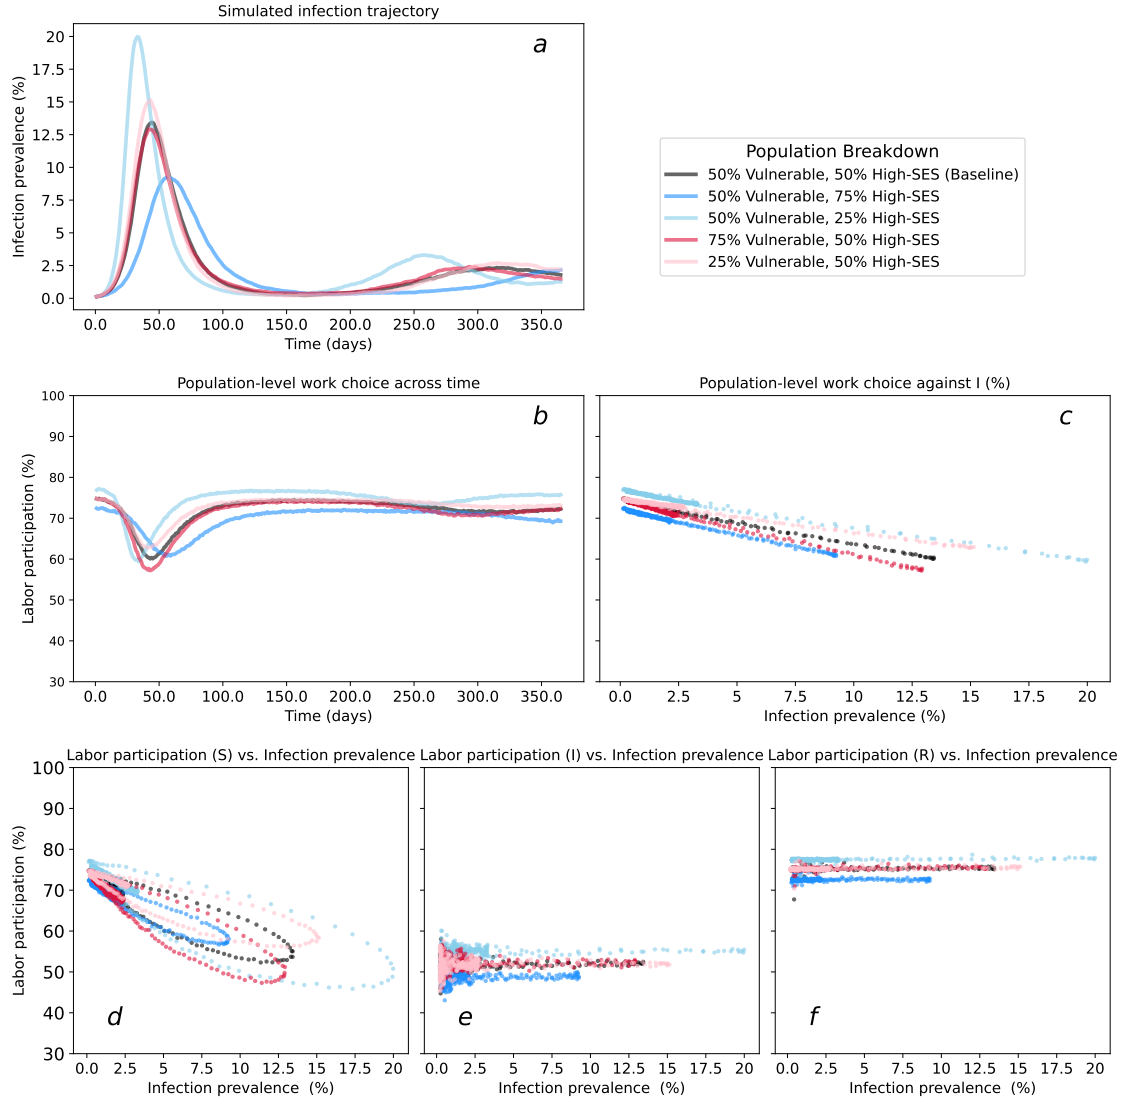 Simulated infection trajectory
a
Infection prevalence (%)
20
17.5
15
12.5
10
7.5
5
2.5
0.0
0.0 50.0 100.0 150.0 200.0 250.0 300.0 350.0
Time (days)
Population Breakdown
50% Vulnerable, 50% High-SES (Baseline)
50% Vulnerable, 75% High-SES
50% Vulnerable, 25% High-SES
75% Vulnerable, 50% High-SES
25% Vulnerable, 50% High-SES
Population-level work choice across time
b
Labor participation (%)
100
90
80
70
60
50
40
30
0.0 50.0 100.0 150.0 200.0 250.0 300.0 350.0
Time (days)
Population-level work choice against I (%)
c
0.0 2.5 5 7.5 10 12.5 15 17.5 20
Infection prevalence (%)
Labor participation (S) vs. Infection prevalence
Labor participation (%)
100
90
80
70
60
50
40
30
d
0.0 2.5 5 7.5 10 12.5 15 17.5 20
Infection prevalence (%)
Labor participation (I) vs. Infection prevalence
e
0.0 2.5 5 7.5 10 12.5 15 17.5 20
Infection prevalence (%)
Labor participation (R) vs. Infection prevalence
f
0.0 2.5 5 7.5 10 12.5 15 17.5 20
Infection prevalence (%)